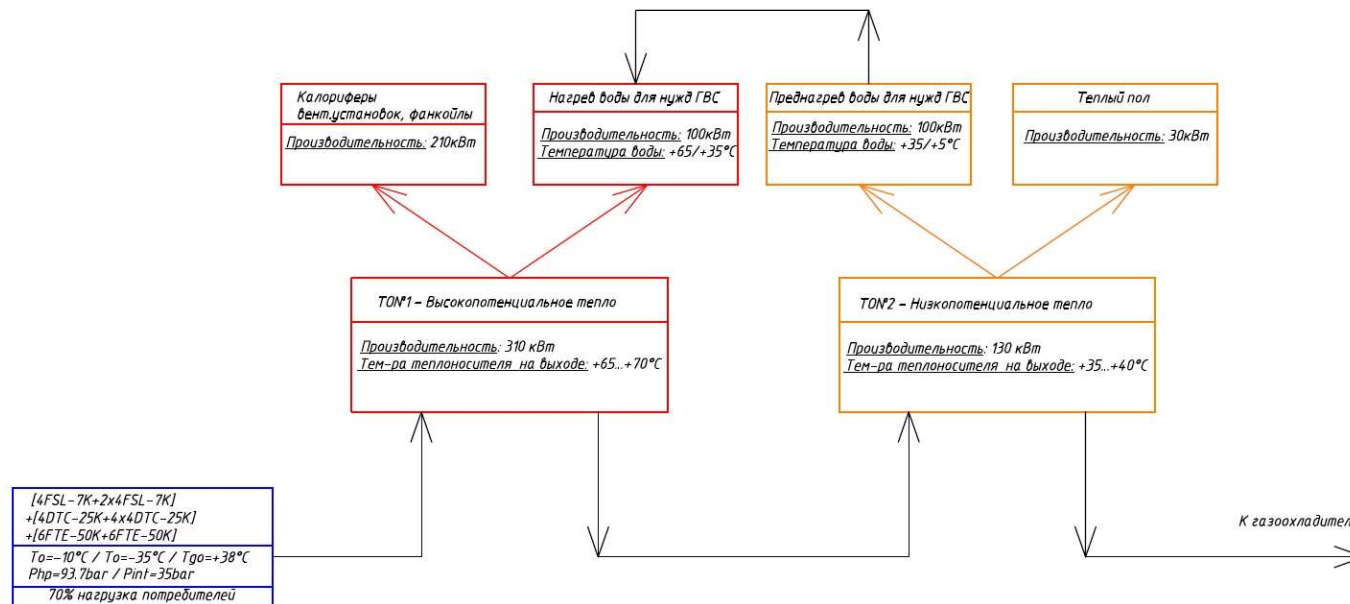 Калориферы
вент.установок, фанкойлы
Производительность: 210кВт
Нагрев воды для нужд ГВС
Производительность: 100кВт
Температура воды: +65/+35°C
Преднагрев воды для нужд ГВС
Производительность: 100кВт
Температура воды: +35/+5°C
Теплый пол
Производительность: 30кВт
ТО№1 – Высокопотенциальное тепло
Производительность: 310 кВт
Тем-ра теплоносителя на выходе: +65...+70°C
ТО№2 – Низкопотенциальное тепло
Производительность: 130 кВт
Тем-ра теплоносителя на выходе: +35...+40°C
[4FSL-7K+2x4FSL-7K]
+[4DTC-25K+4x4DTC-25K]
+[6FTE-50K+6FTE-50K]
To=-10°C / To=-35°C / Tgo=+38°C
Php=93.7bar / Pint=35bar
70% нагрузка потребителей
К газоохладител